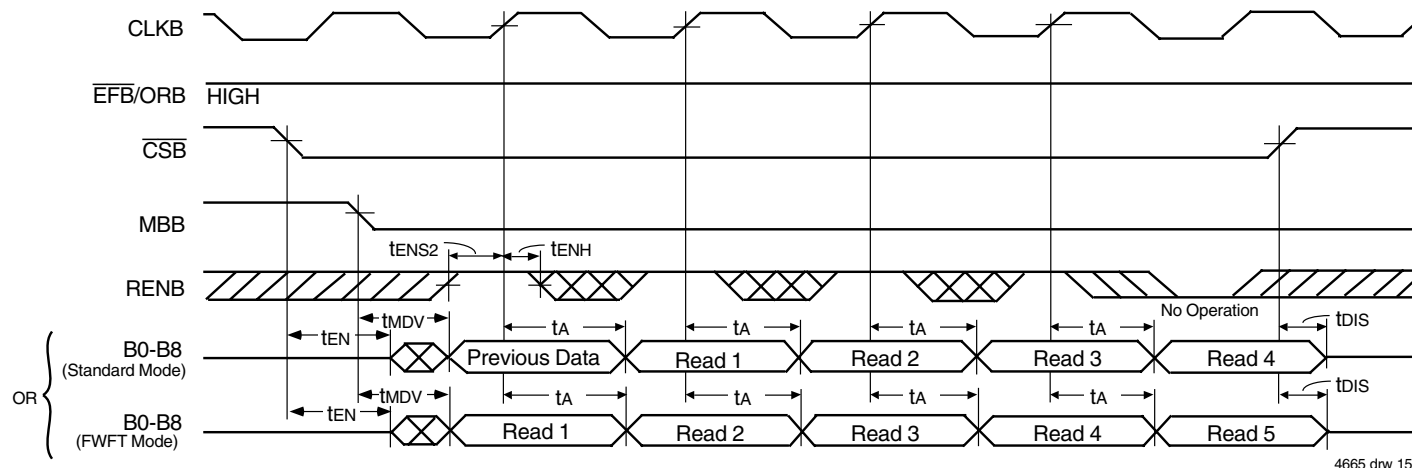 CLKB
EFB/ORB HIGH
CSB
MBB
tENS2 tENH
RENB
No Operation
tMDV tA tA tA tA tDIS
tEN
B0-B8 Previous Data Read 1 Read 2 Read 3 Read 4
(Standard Mode)
OR
tMDV tA tA tA tA tDIS
tEN
B0-B8 Read 1 Read 2 Read 3 Read 4 Read 5
(FWFT Mode)
4665 drw 15